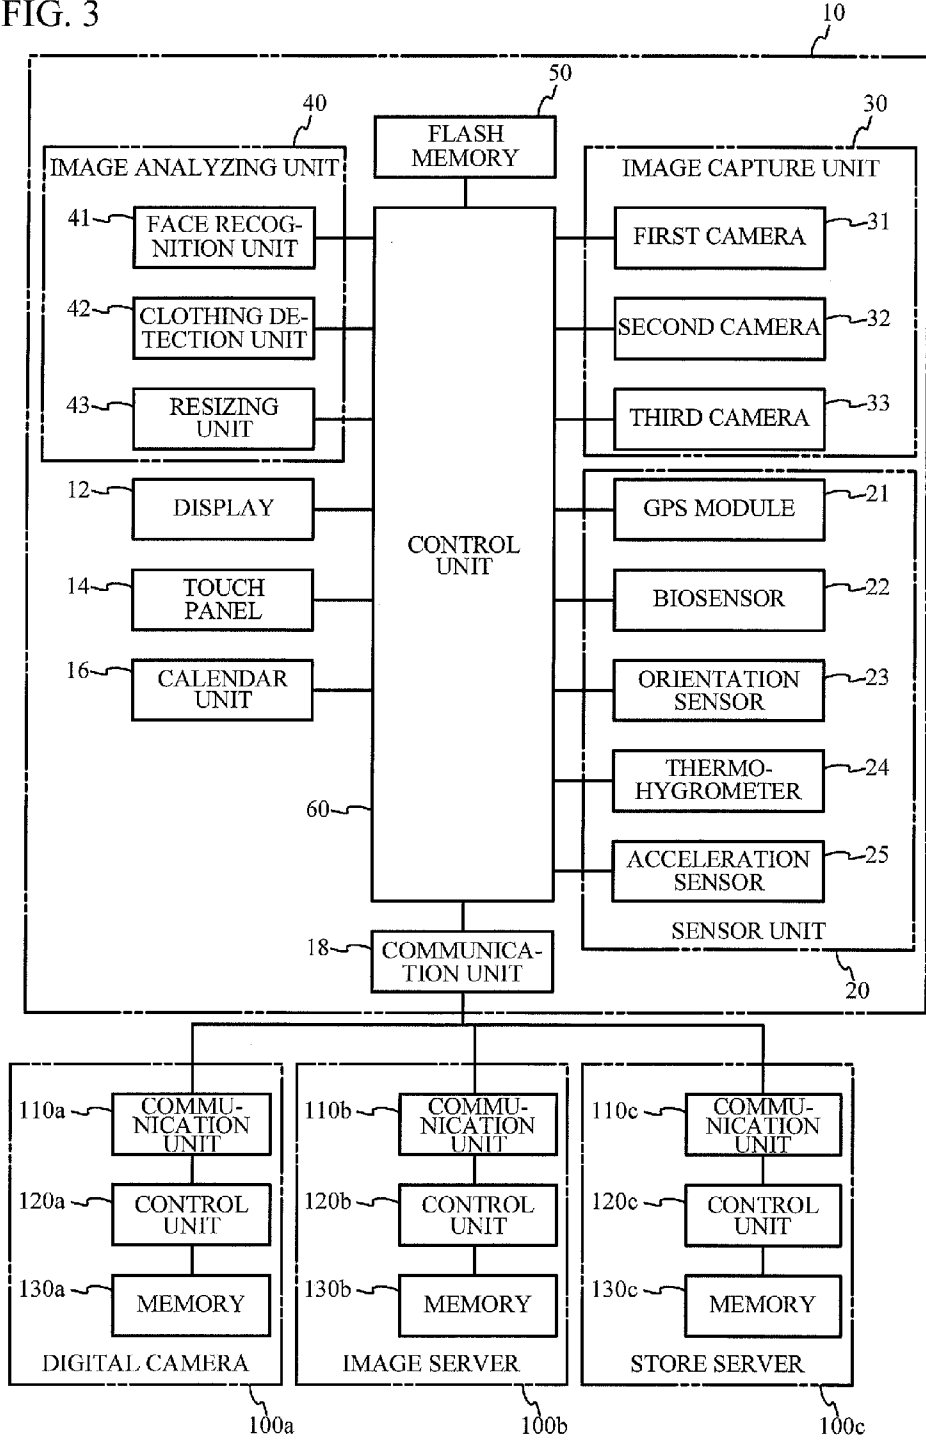 FIG. 3
10
50
FLASH
MEMORY
40
IMAGE ANALYZING UNIT
41
FACE RECOG-
NITION UNIT
42
CLOTHING DE-
TECTION UNIT
43
RESIZING
UNIT
12
DISPLAY
14
TOUCH
PANEL
16
CALENDAR
UNIT
CONTROL
UNIT
60
30
IMAGE CAPTURE UNIT
FIRST CAMERA
31
SECOND CAMERA
32
THIRD CAMERA
33
GPS MODULE
21
BIOSENSOR
22
ORIENTATION
SENSOR
23
THERMO-
HYGROMETER
24
ACCELERATION
SENSOR
25
SENSOR UNIT
20
18
COMMUNICA-
TION UNIT
110a
COMMU-
NICATION
UNIT
120a
CONTROL
UNIT
130a
MEMORY
DIGITAL CAMERA
100a
110b
COMMU-
NICATION
UNIT
120b
CONTROL
UNIT
130b
MEMORY
IMAGE SERVER
100b
110c
COMMU-
NICATION
UNIT
120c
CONTROL
UNIT
130c
MEMORY
STORE SERVER
100c